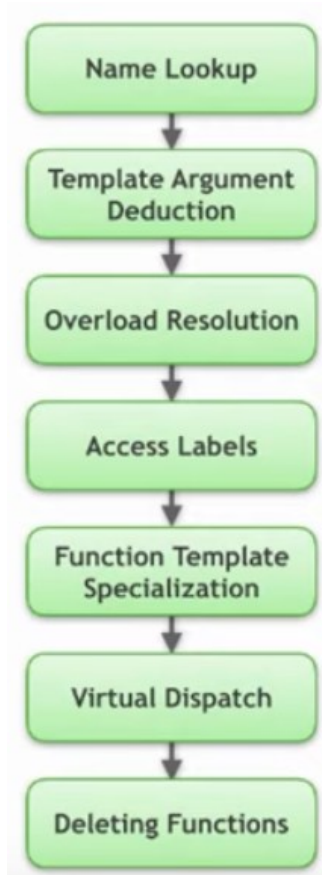 Name Lookup
Template Argument
Deduction
Overload Resolution
Access Labels
Function Template
Specialization
Virtual Dispatch
Deleting Functions